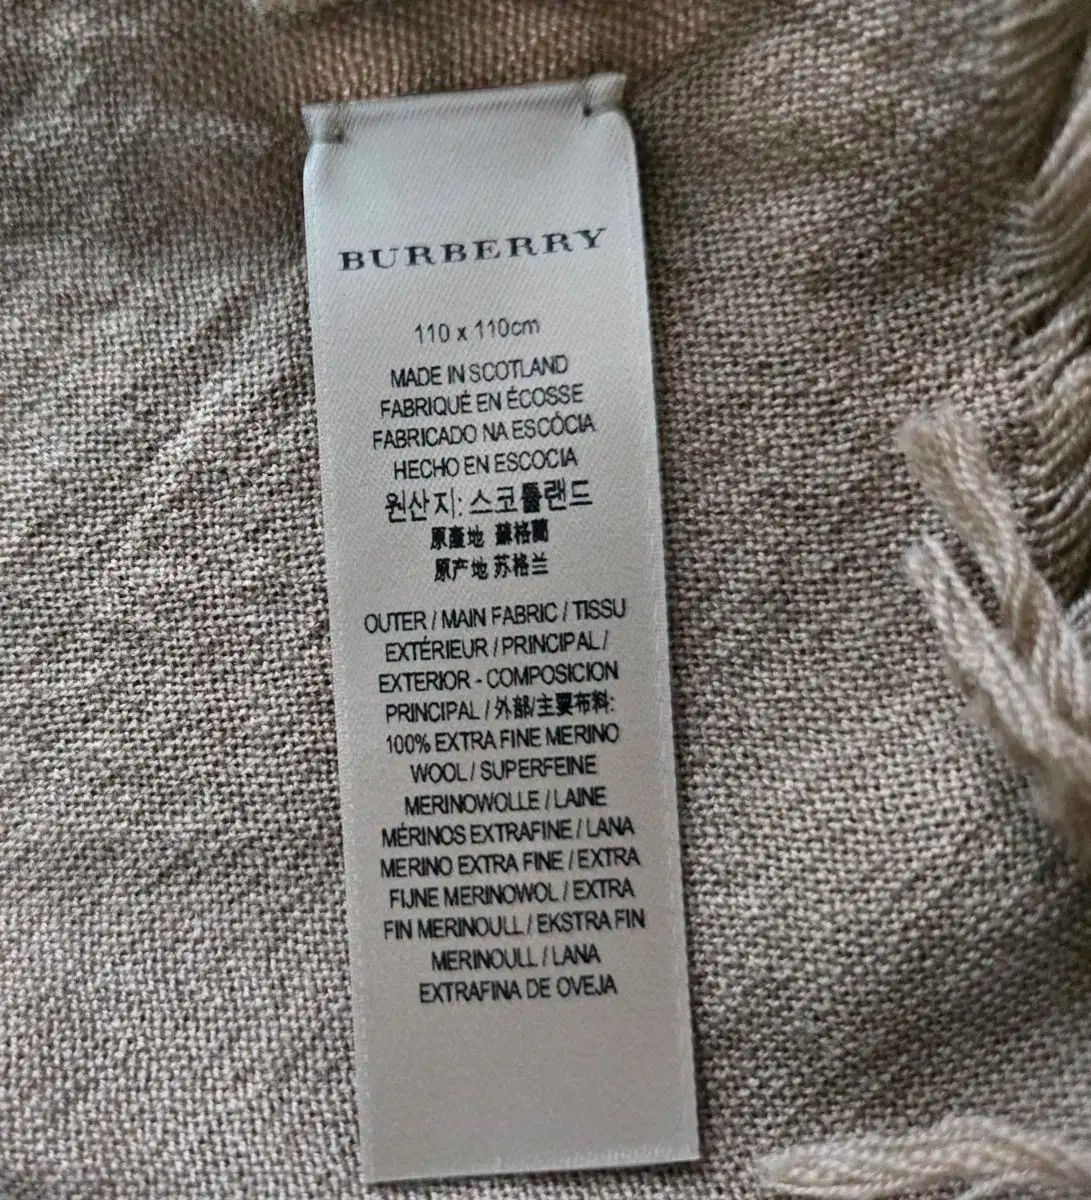 BURBERRY
110 x 110cm
MADE IN SCOTLAND
FABRIQUÉ EN ÉCOSSE
FABRICADO NA ESCÓCIA
HECHO EN ESCOCIA
원산지: 스코틀랜드
原產地 蘇格蘭
原产地 苏格兰
OUTER / MAIN FABRIC / TISSU
EXTÉRIEUR / PRINCIPAL /
EXTERIOR - COMPOSICION
PRINCIPAL / 外部/主要布料:
100% EXTRA FINE MERINO
WOOL / SUPERFEINE
MERINOWOLLE / LAINE
MÉRINOS EXTRAFINE / LANA
MERINO EXTRA FINE / EXTRA
FIJNE MERINOWOL / EXTRA
FIN MERINOULL / EKSTRA FIN
MERINOULL / LANA
EXTRAFINA DE OVEJA